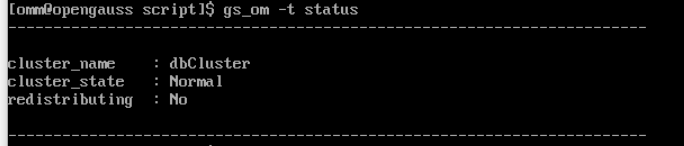 [omm@opengauss script]$ gs_om -t status
-----------------------------------------------------------------------
cluster_name    : dbCluster
cluster_state   : Normal
redistributing  : No
-----------------------------------------------------------------------